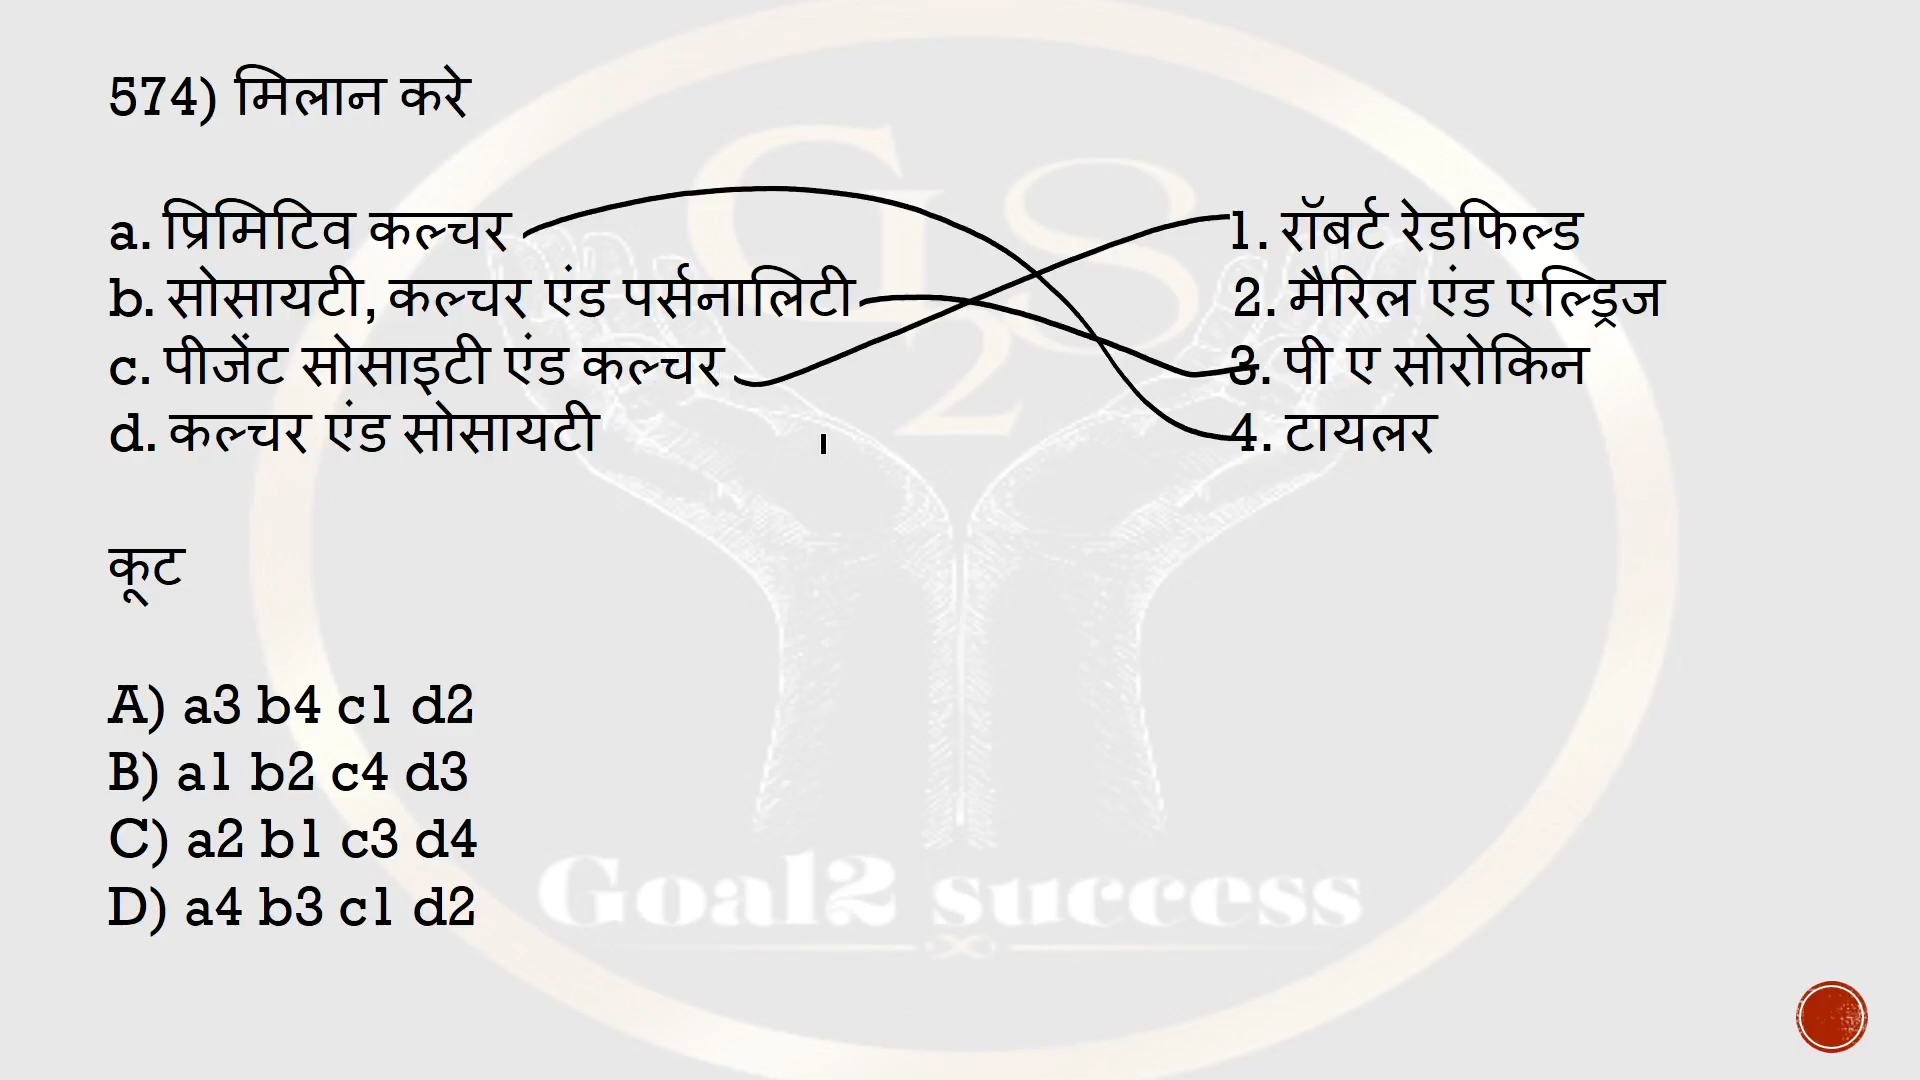 574) मिलान करे
a. प्रिमिटिव कल्चर 1. रॉबर्ट रेडफिल्ड
b. सोसायटी, कल्चर एंड पर्सनालिटी 2. मैरिल एंड एल्ड्रिज
c. पीजेंट सोसाइटी एंड कल्चर 3. पी ए सोरोकिन
d. कल्चर एंड सोसायटी 4. टायलर
कूट
A) a3 b4 c1 d2
B) a1 b2 c4 d3
C) a2 b1 c3 d4
D) a4 b3 c1 d2
G2S
Goal2 success